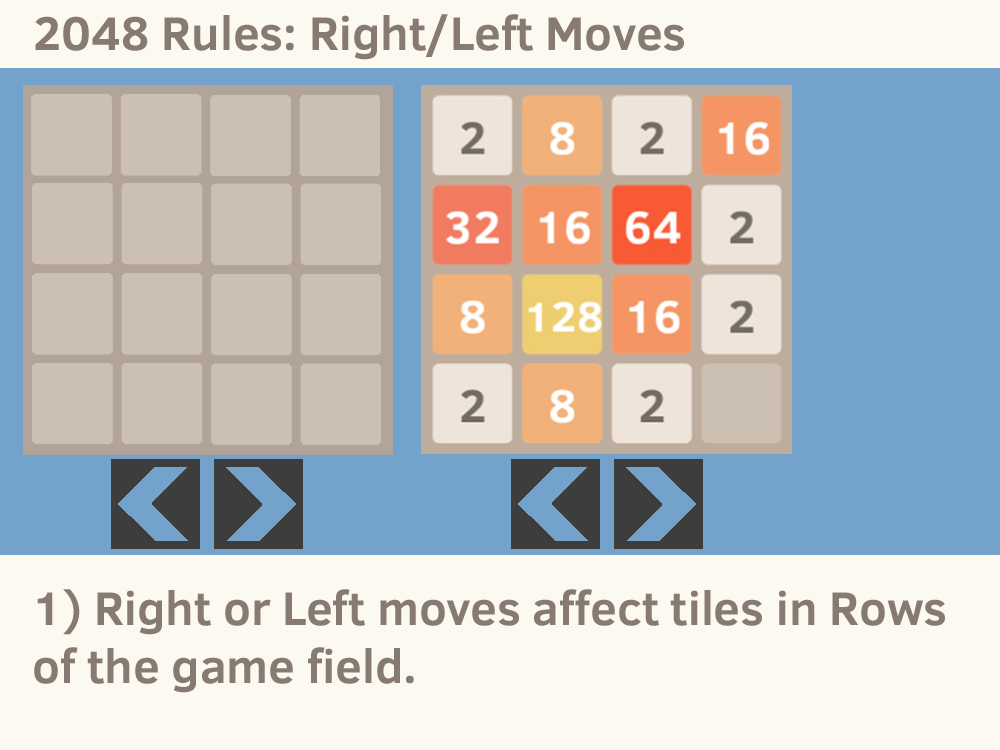 2048 Rules: Right/Left Moves
2 8 2 16
32 16 64 2
8 128 16 2
2 8 2
1) Right or Left moves affect tiles in Rows
of the game field.